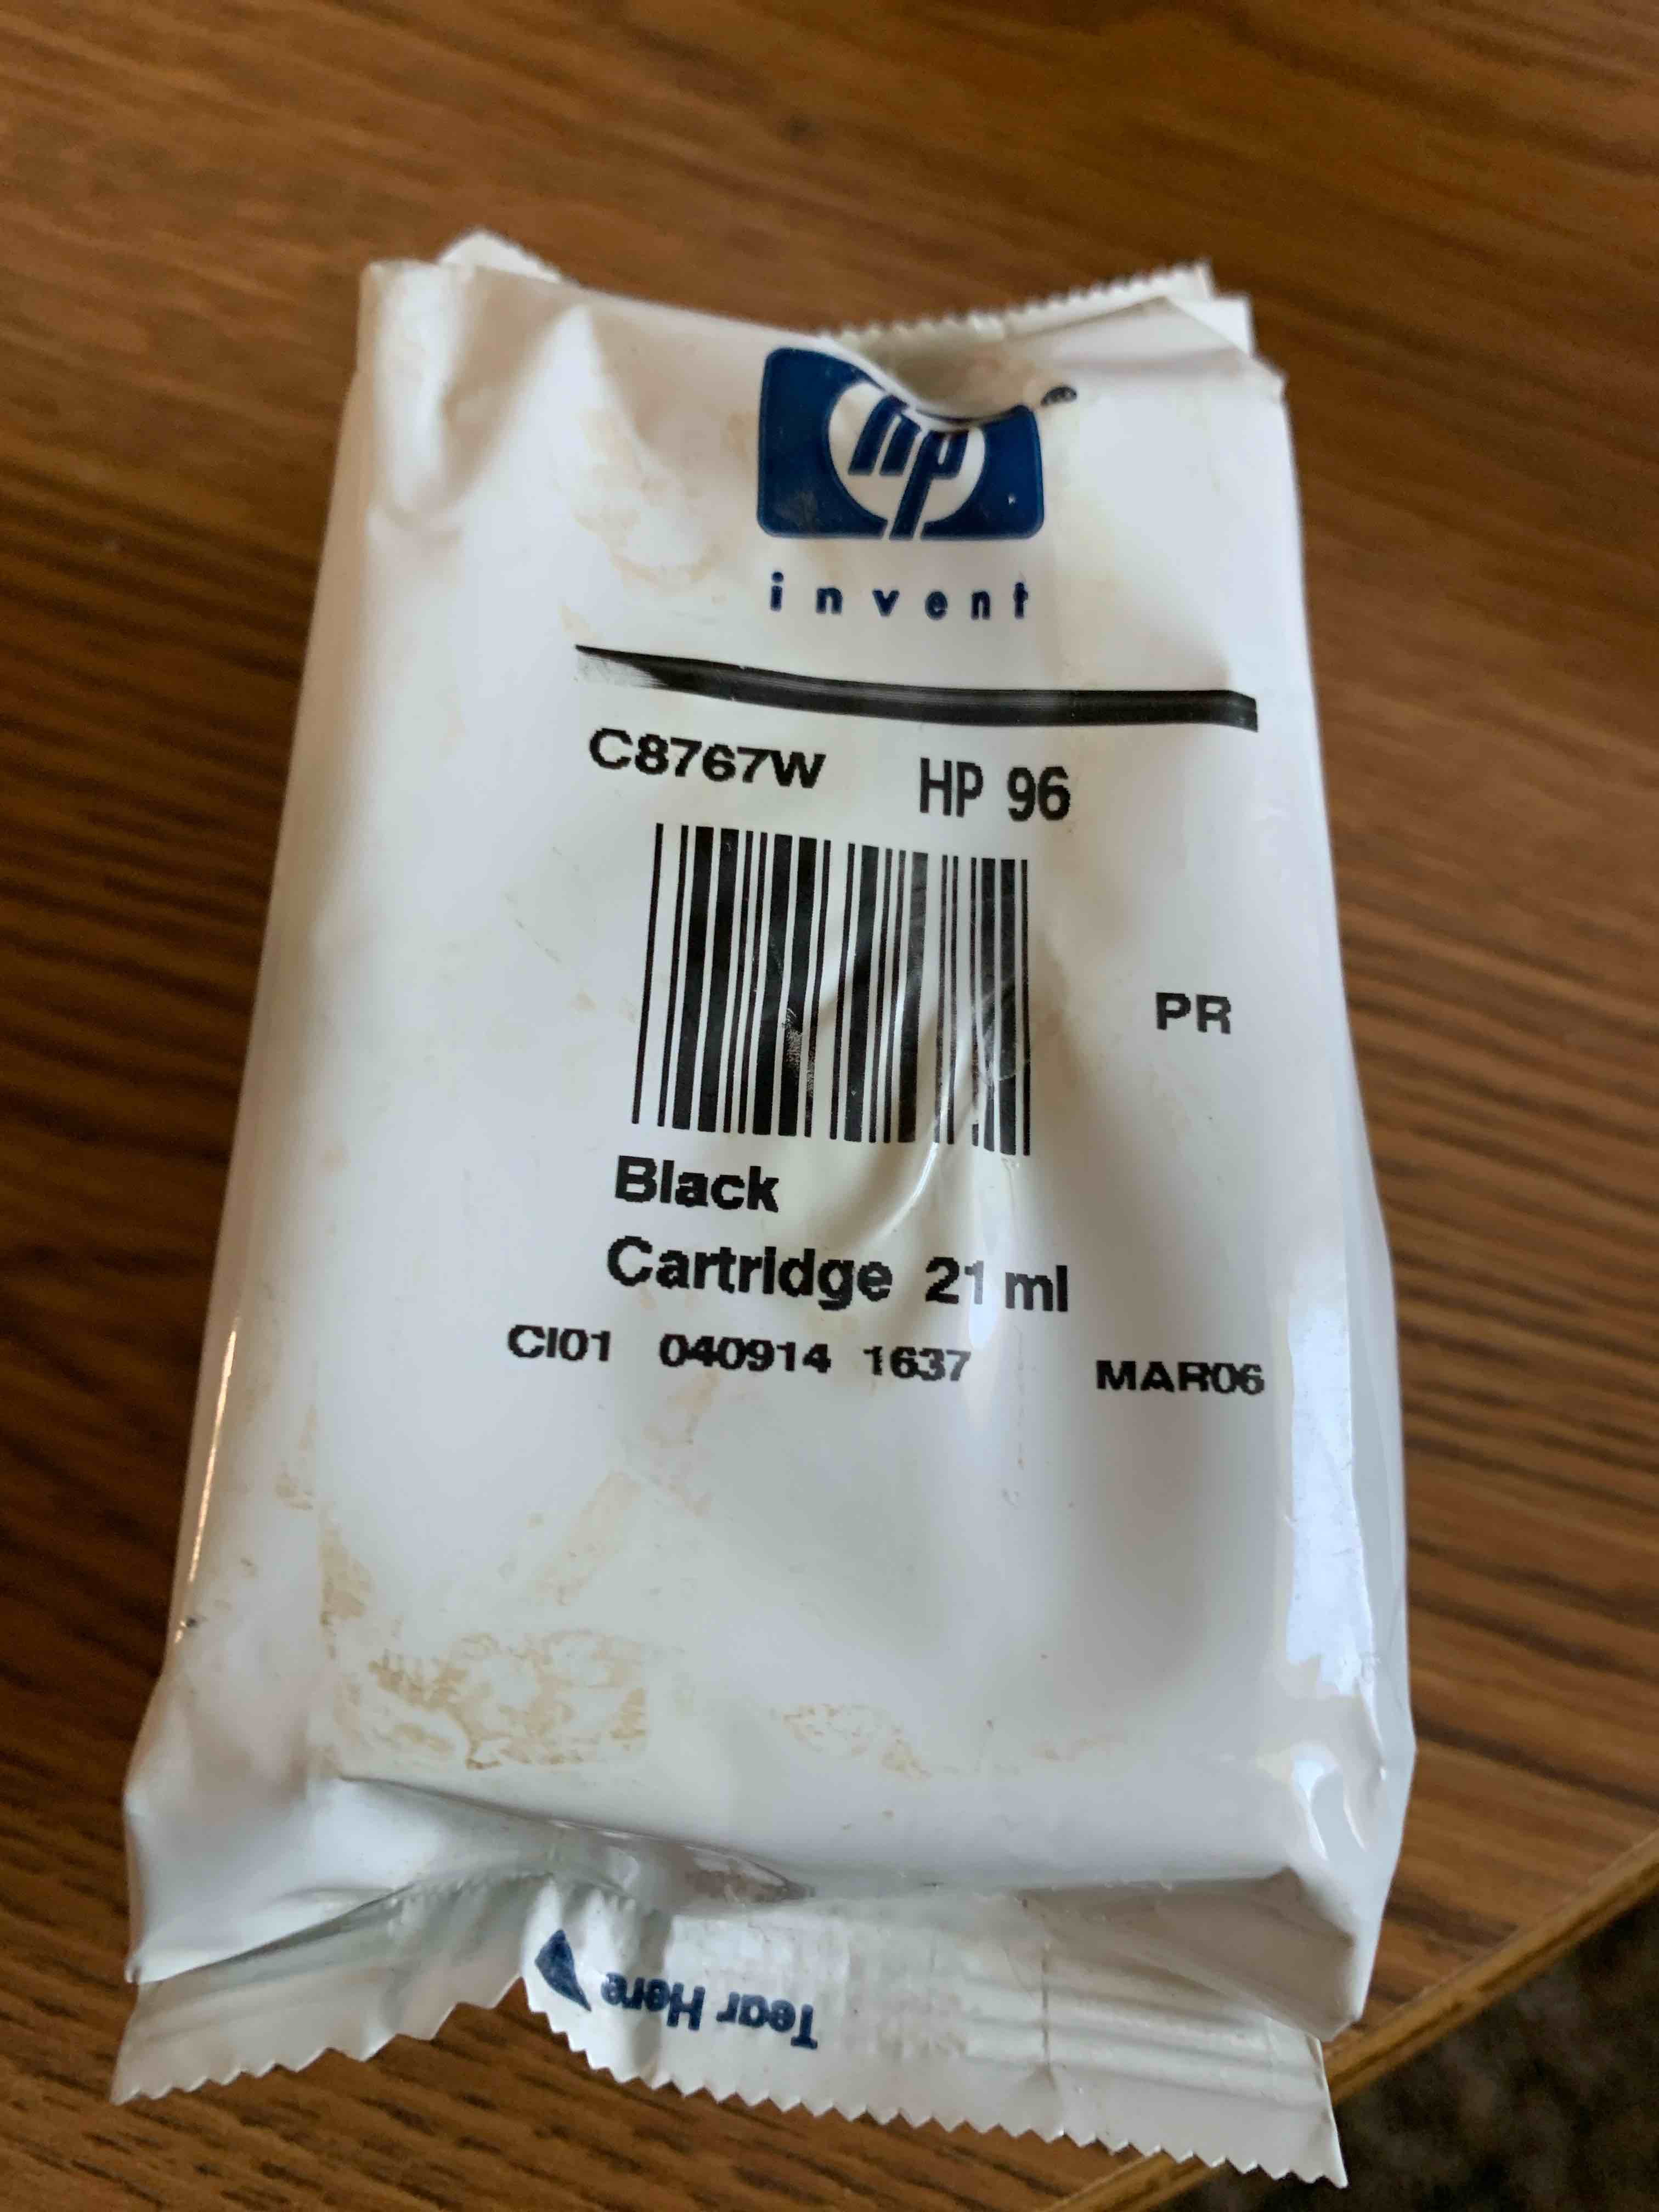 hp®
invent
C8767W HP 96
PR
Black
Cartridge 21 ml
CI01 040914 1637 MAR06
Tear Here